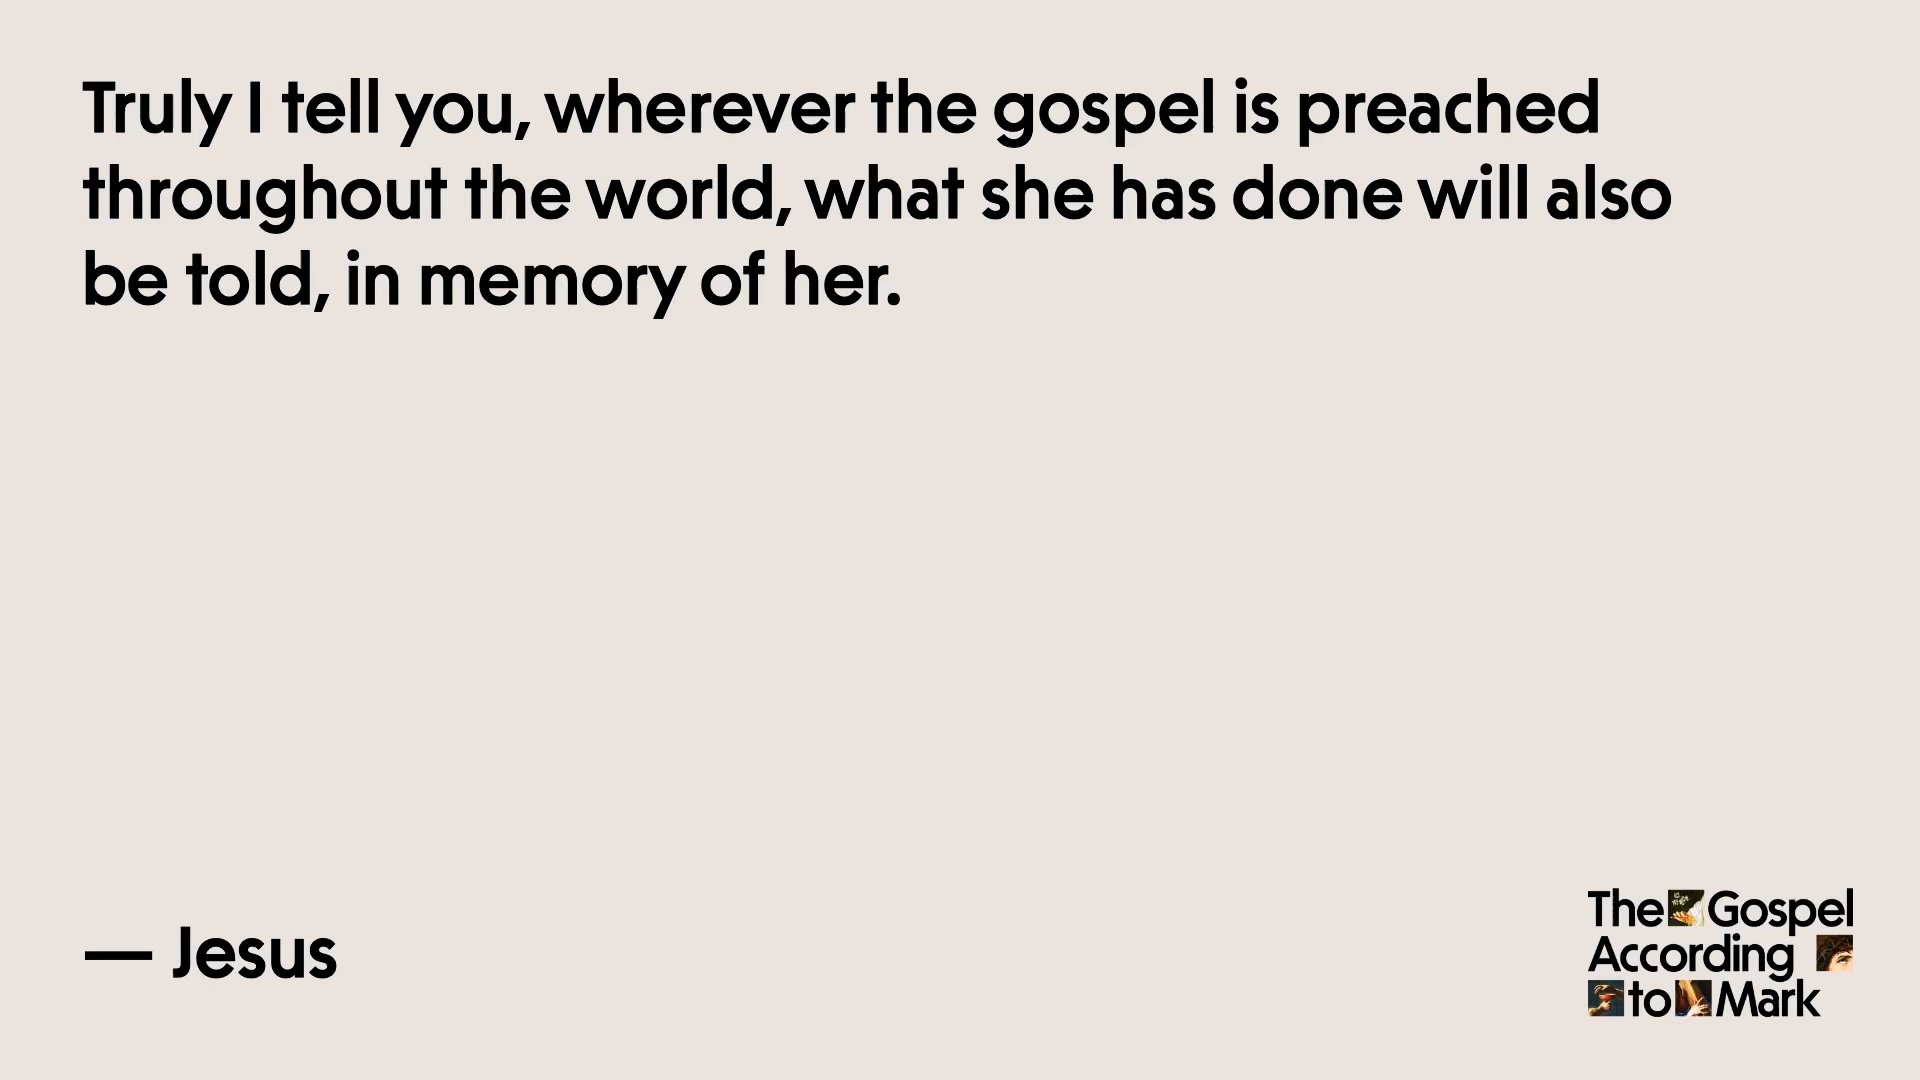 Truly I tell you, wherever the gospel is preached
throughout the world, what she has done will also
be told, in memory of her.
— Jesus
The Gospel
According
to Mark